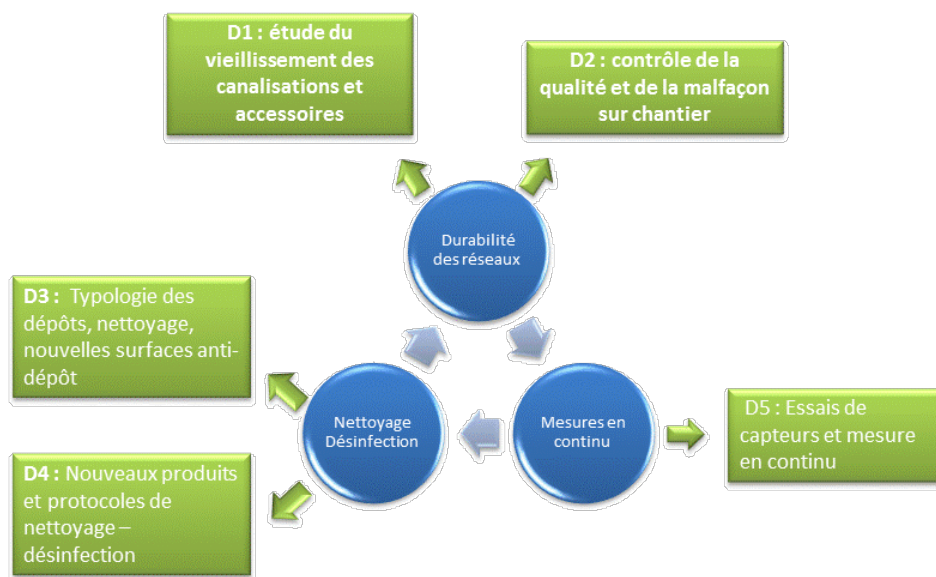 D1 : étude du
vieillissement des
canalisations et
accessoires
D2 : contrôle de la
qualité et de la malfaçon
sur chantier
Durabilité
des réseaux
D3 : Typologie des
dépôts, nettoyage,
nouvelles surfaces anti-
dépôt
Nettoyage
Désinfection
Mesures en
continu
D5 : Essais de
capteurs et mesure
en continu
D4 : Nouveaux produits
et protocoles de
nettoyage –
désinfection